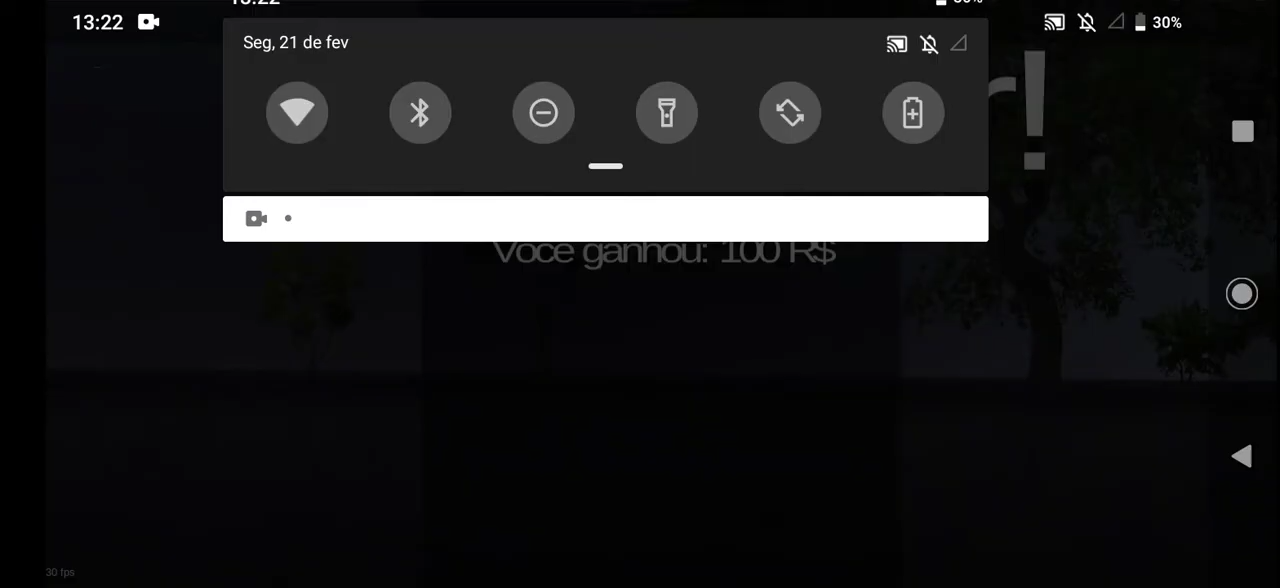 13:22
30%
Seg, 21 de fev
r!
Voce ganhou: 100 R$
30 fps